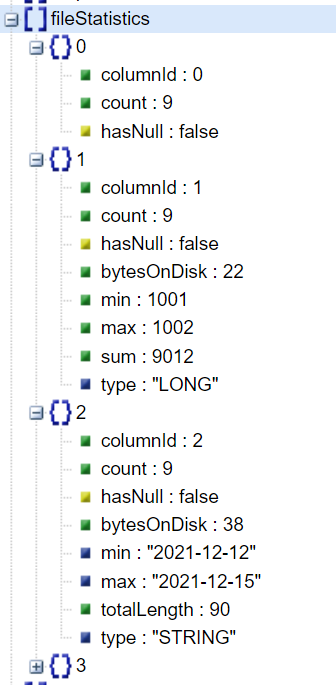 fileStatistics
0
columnId : 0
count : 9
hasNull : false
1
columnId : 1
count : 9
hasNull : false
bytesOnDisk : 22
min : 1001
max : 1002
sum : 9012
type : "LONG"
2
columnId : 2
count : 9
hasNull : false
bytesOnDisk : 38
min : "2021-12-12"
max : "2021-12-15"
totalLength : 90
type : "STRING"
3